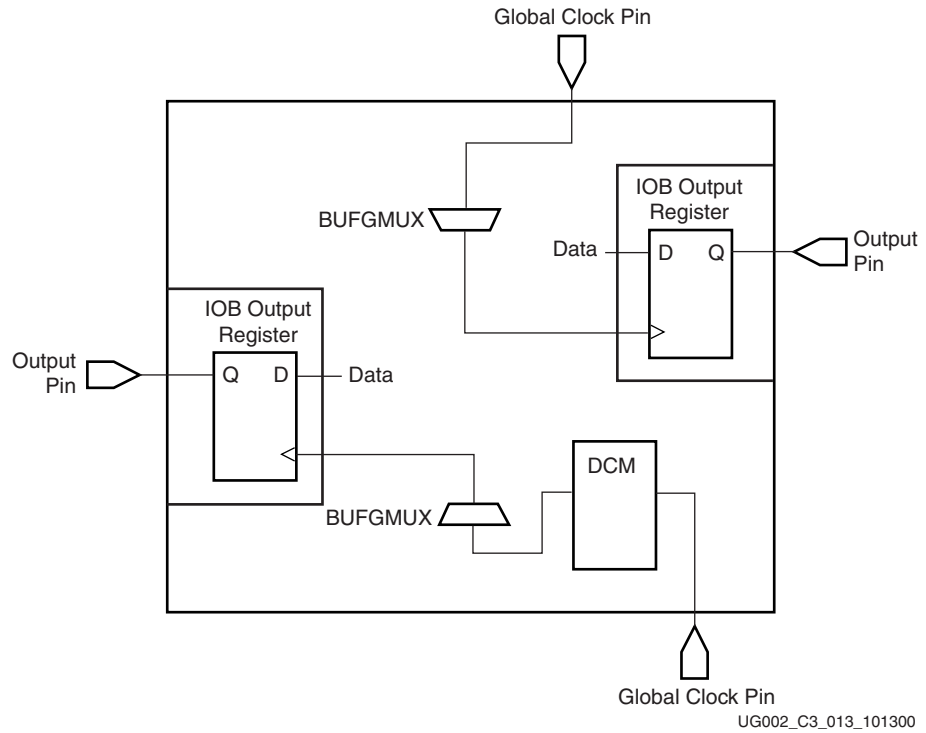 Global Clock Pin
IOB Output
Register
BUFGMUX
Data
D Q
Output
Pin
IOB Output
Register
Output
Pin
Q D
Data
DCM
BUFGMUX
Global Clock Pin
UG002_C3_013_101300